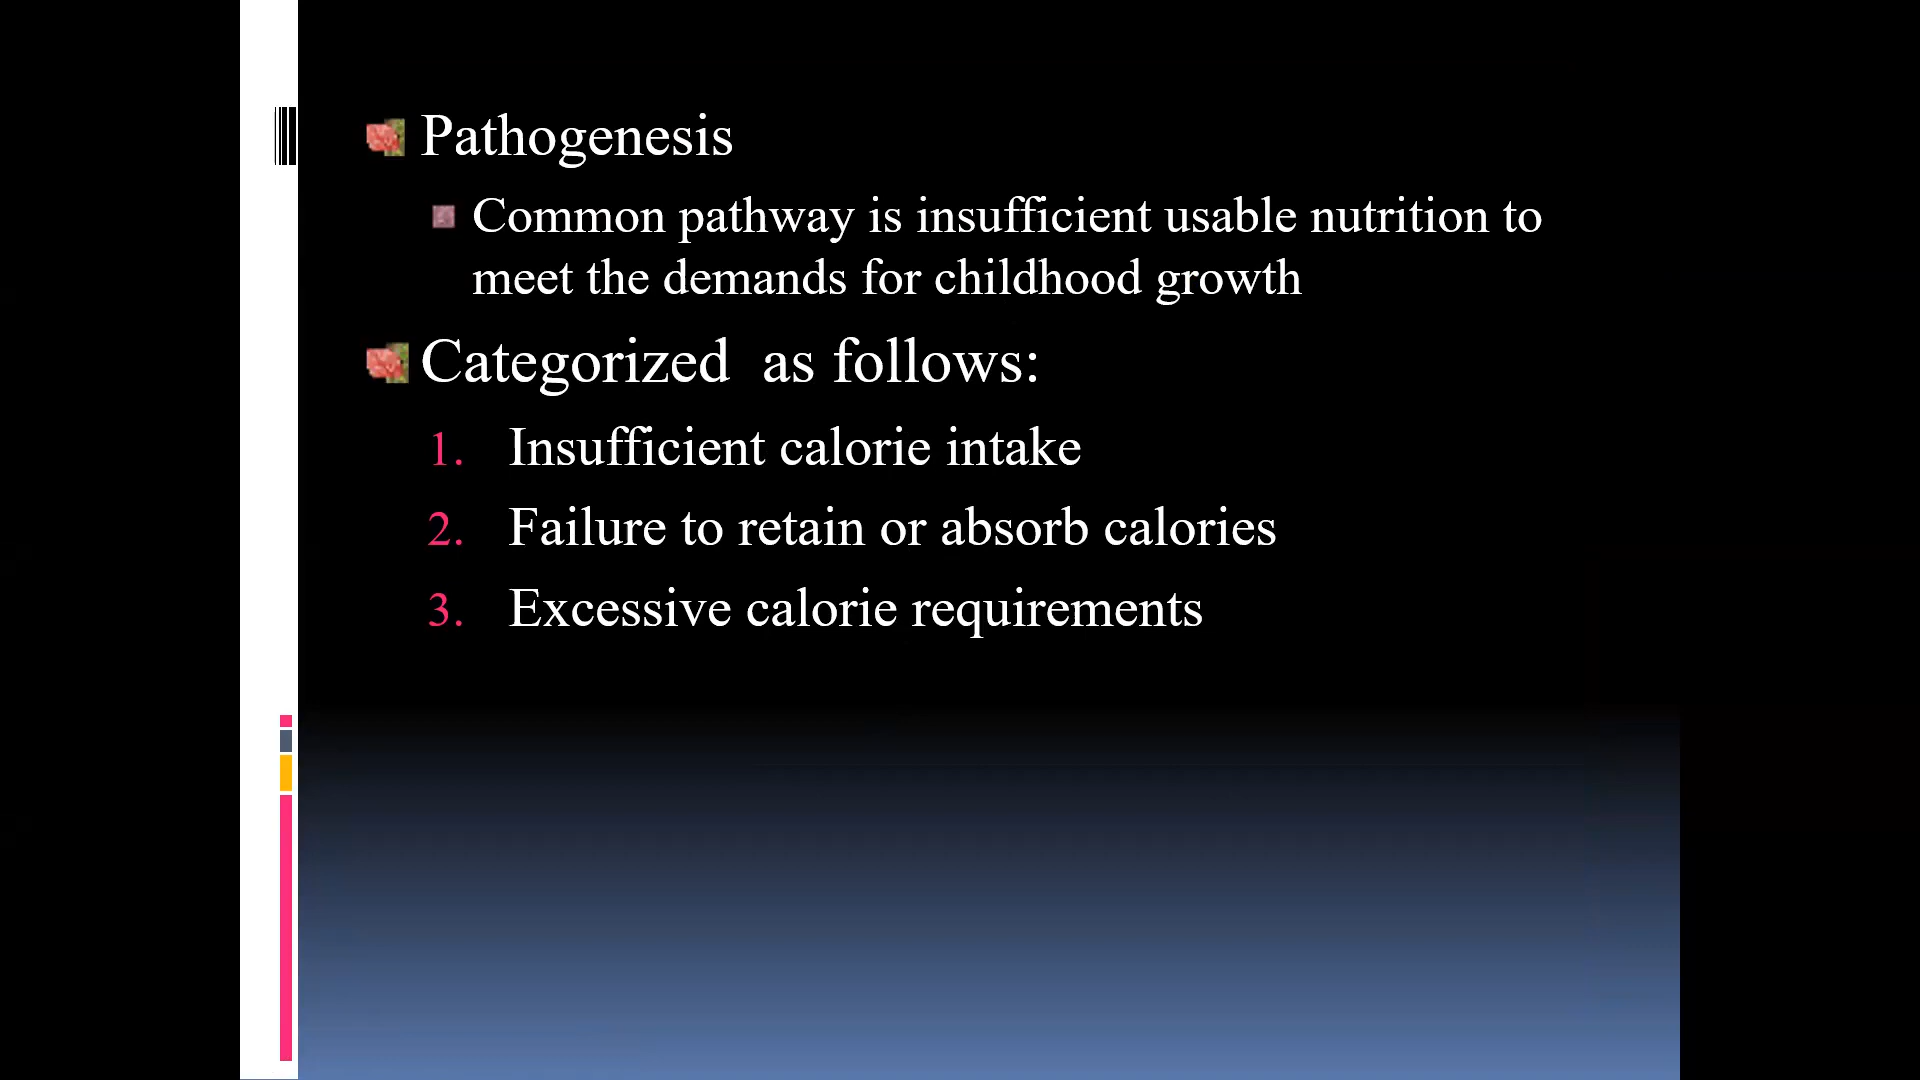 Pathogenesis
Common pathway is insufficient usable nutrition to
meet the demands for childhood growth
Categorized  as follows:
1. Insufficient calorie intake
2. Failure to retain or absorb calories
3. Excessive calorie requirements